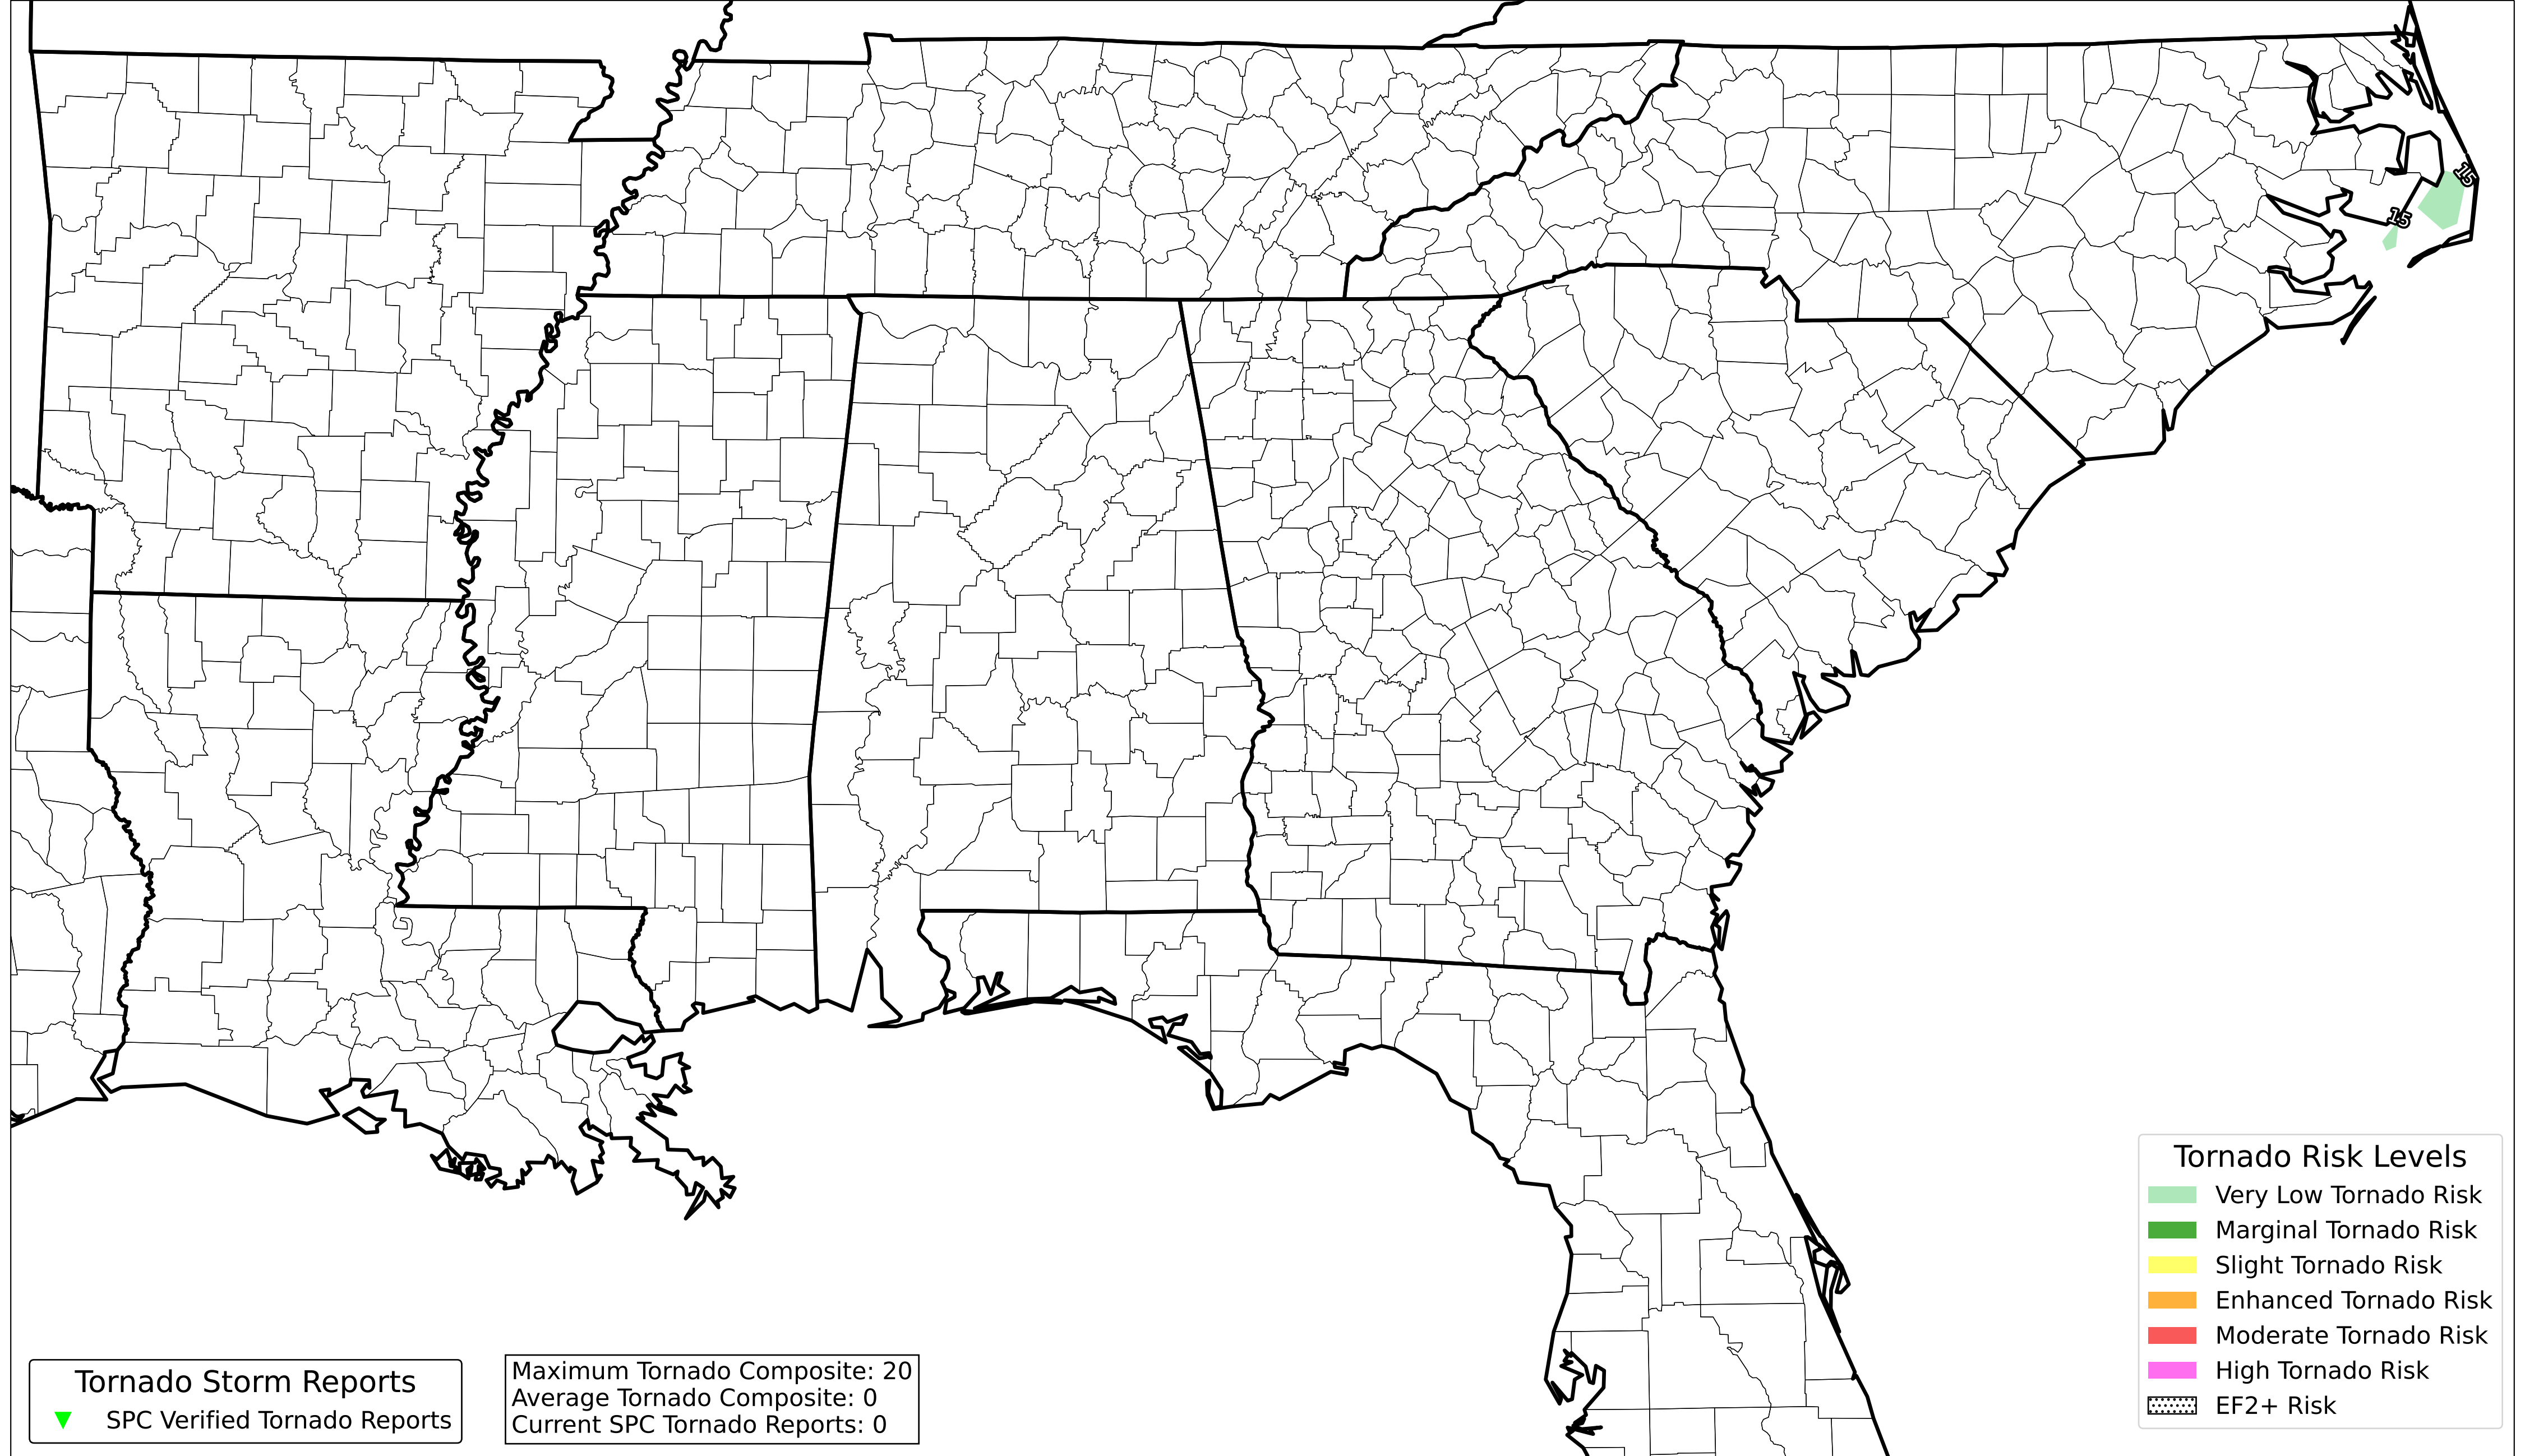 15
15
Tornado Risk Levels
Very Low Tornado Risk
Marginal Tornado Risk
Slight Tornado Risk
Enhanced Tornado Risk
Moderate Tornado Risk
High Tornado Risk
EF2+ Risk
Tornado Storm Reports
SPC Verified Tornado Reports
Maximum Tornado Composite: 20
Average Tornado Composite: 0
Current SPC Tornado Reports: 0